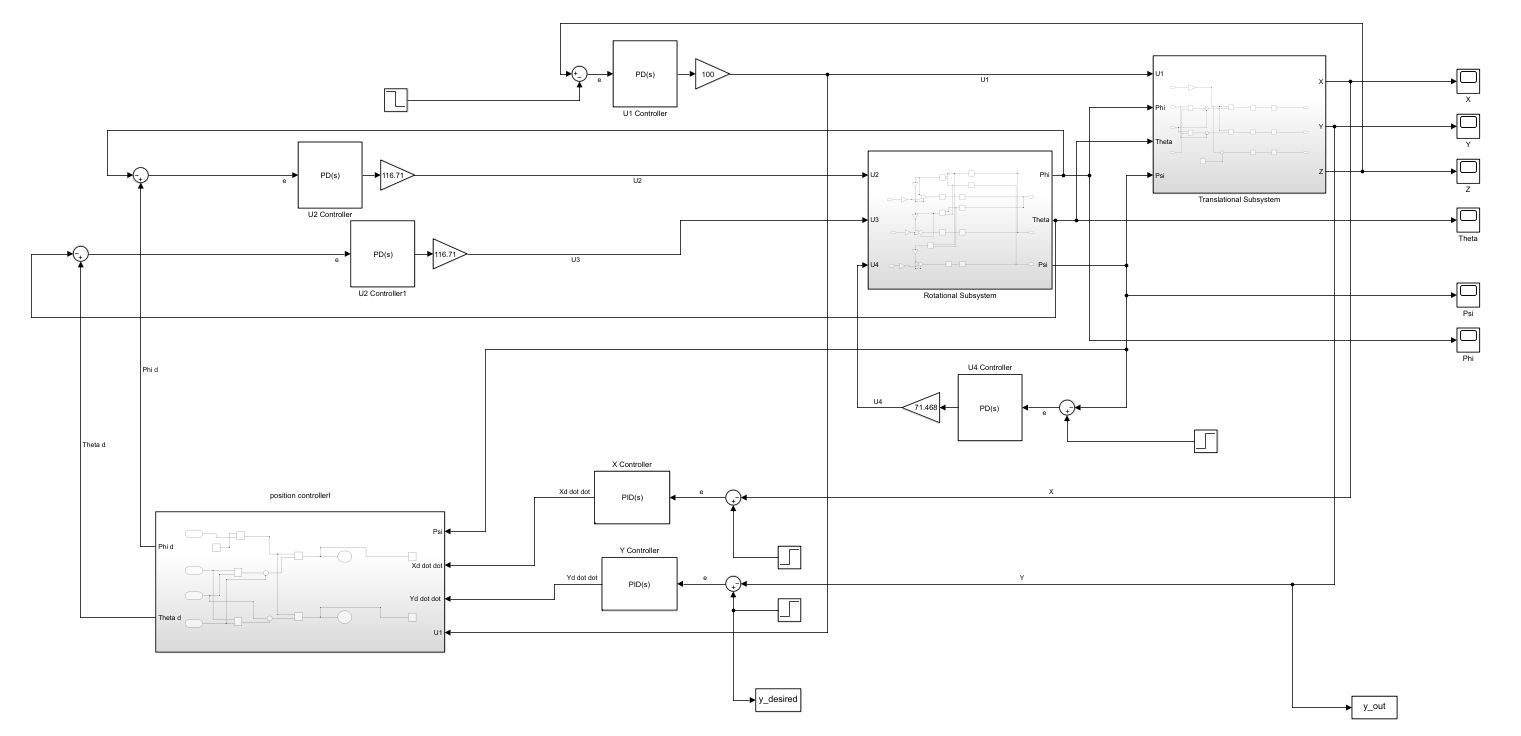 PD(s)
100
e
U1
U1 Controller
U1
Phi
Theta
Psi
X
Y
Z
Translational Subsystem
X
Y
Z
Theta
Psi
Phi
PD(s)
116.71
e
U2
U2 Controller
PD(s)
116.71
e
U3
U2 Controller1
U2
U3
U4
Phi
Theta
Psi
Rotational Subsystem
Phi d
Theta d
U4 Controller
U4
71.468
PD(s)
e
X Controller
Xd dot dot
PID(s)
e
X
position controllerl
Psi
Phi d
Xd dot dot
Yd dot dot
Theta d
U1
Y Controller
Yd dot dot
PID(s)
e
Y
y_desired
y_out